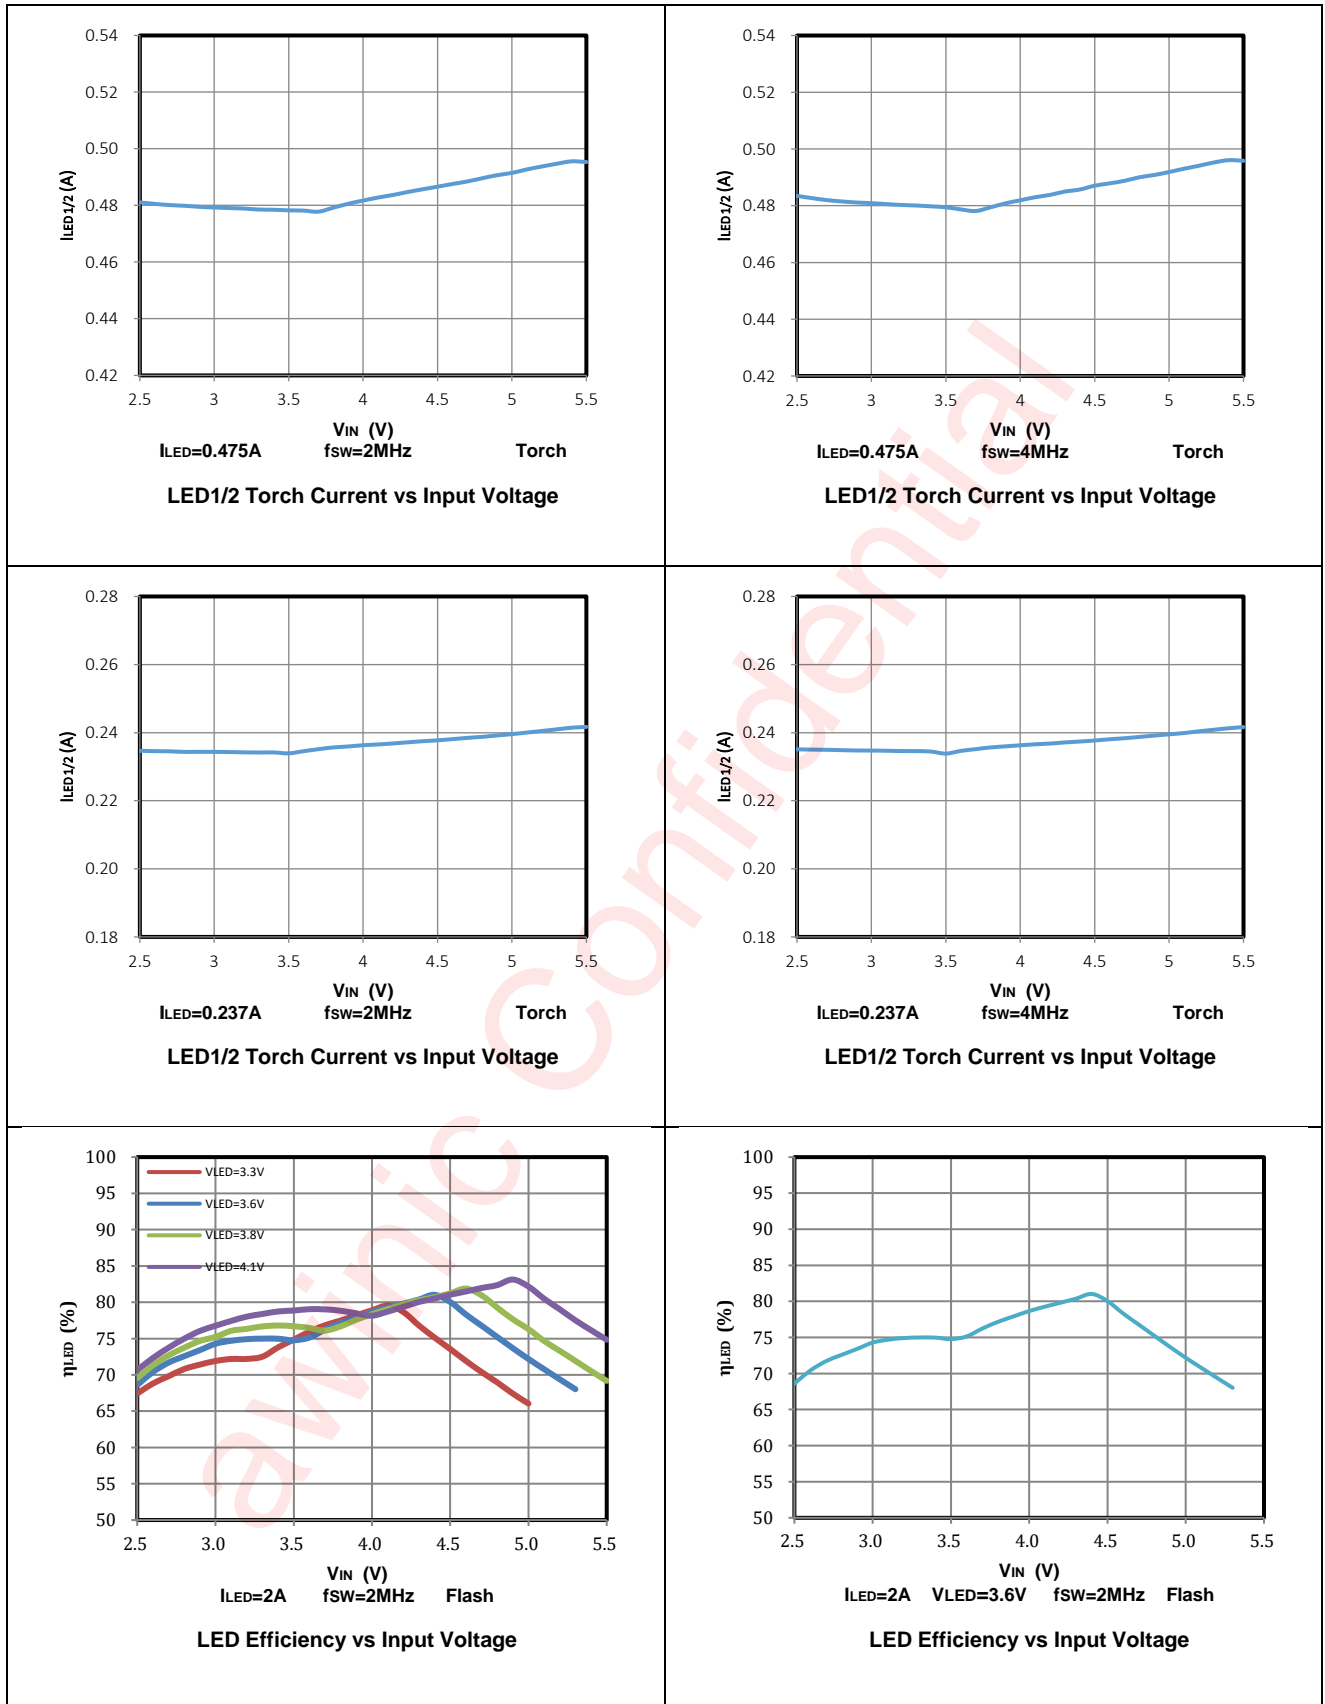 0.54
0.52
0.50
0.48
0.46
0.44
0.42
ILED1/2 (A)
2.5 3 3.5 4 4.5 5 5.5
VIN (V)
ILED=0.475A fSW=2MHz Torch
LED1/2 Torch Current vs Input Voltage
0.54
0.52
0.50
0.48
0.46
0.44
0.42
ILED1/2 (A)
2.5 3 3.5 4 4.5 5 5.5
VIN (V)
ILED=0.475A fSW=4MHz Torch
LED1/2 Torch Current vs Input Voltage
0.28
0.26
0.24
0.22
0.20
0.18
ILED1/2 (A)
2.5 3 3.5 4 4.5 5 5.5
VIN (V)
ILED=0.237A fSW=2MHz Torch
LED1/2 Torch Current vs Input Voltage
0.28
0.26
0.24
0.22
0.20
0.18
ILED1/2 (A)
2.5 3 3.5 4 4.5 5 5.5
VIN (V)
ILED=0.237A fSW=4MHz Torch
LED1/2 Torch Current vs Input Voltage
100
95
90
85
80
75
70
65
60
55
50
ηLED (%)
VLED=3.3V
VLED=3.6V
VLED=3.8V
VLED=4.1V
2.5 3.0 3.5 4.0 4.5 5.0 5.5
VIN (V)
ILED=2A fSW=2MHz Flash
LED Efficiency vs Input Voltage
100
95
90
85
80
75
70
65
60
55
50
ηLED (%)
2.5 3.0 3.5 4.0 4.5 5.0 5.5
VIN (V)
ILED=2A VLED=3.6V fSW=2MHz Flash
LED Efficiency vs Input Voltage
awinic Confidential